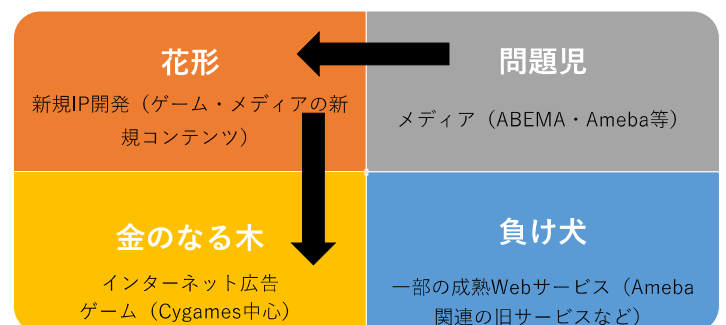 花形
新規IP開発（ゲーム・メディアの新
規コンテンツ）
問題児
メディア（ABEMA・Ameba等）
金のなる木
インターネット広告
ゲーム（Cygames中心）
負け犬
一部の成熟Webサービス（Ameba
関連の旧サービスなど）